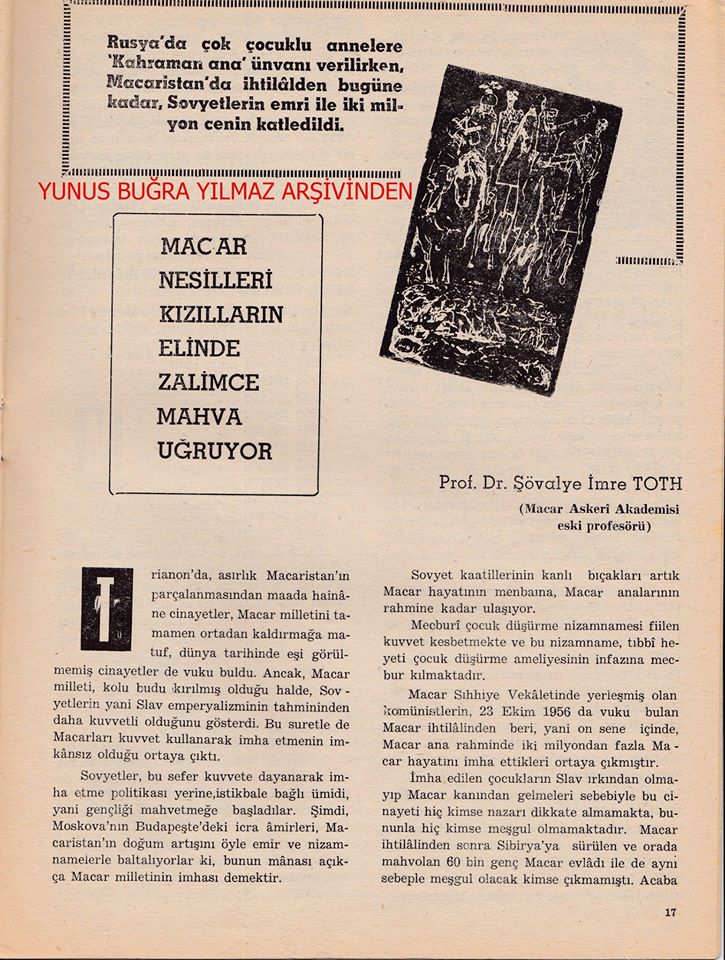 Rusya'da çok çocuklu annelere
'Kahraman ana' ünvanı verilirken,
Macaristan'da ihtilâlden bugüne
kadar, Sovyetlerin emri ile iki mil-
yon cenin katledildi.
YUNUS BUĞRA YILMAZ ARŞİVİNDEN
MACAR
NESİLLERİ
KIZILLARIN
ELİNDE
ZALİMCE
MAHVA
UĞRUYOR
Prof. Dr. Şövalye İmre TOTH
(Macar Askerî Akademisi
eski profesörü)
Trianon'da, asırlık Macaristan'ın
parçalanmasından maada hainâ-
ne cinayetler, Macar milletini ta-
mamen ortadan kaldırmağa ma-
tuf, dünya tarihinde eşi görül-
memiş cinayetler de vuku buldu. Ancak, Macar
milleti, kolu budu kırılmış olduğu halde, Sov-
yetlerin yani Slav emperyalizminin tahmininden
daha kuvvetli olduğunu gösterdi. Bu suretle de
Macarları kuvvet kullanarak imha etmenin im-
kânsız olduğu ortaya çıktı.
Sovyetler, bu sefer kuvvete dayanarak im-
ha etme politikası yerine,istikbale bağlı ümidi,
yani gençliği mahvetmeğe başladılar. Şimdi,
Moskova'nın Budapeşte'deki icra âmirleri, Ma-
caristan'ın doğum artışını öyle emir ve nizam-
namelerle baltalıyorlar ki, bunun mânası açık-
ça Macar milletinin imhası demektir.
Sovyet kaatillerinin kanlı bıçakları artık
Macar hayatının menbaına, Macar analarının
rahmine kadar ulaşıyor.
Mecburî çocuk düşürme nizamnamesi fiilen
kuvvet kesbetmekte ve bu nizamname, tıbbî he-
yeti çocuk düşürme ameliyesinin infazına mec-
bur kılmaktadır.
Macar Sıhhiye Vekâletinde yerleşmiş olan
komünistlerin, 23 Ekim 1956 da vuku bulan
Macar ihtilâlinden beri, yani on sene içinde,
Macar ana rahminde iki milyondan fazla Ma-
car hayatını imha ettikleri ortaya çıkmıştır.
İmha edilen çocukların Slav ırkından olma-
yıp Macar kanından gelmeleri sebebiyle bu ci-
nayeti hiç kimse nazarı dikkate almamakta, bu-
nunla hiç kimse meşgul olmamaktadır. Macar
ihtilâlinden sonra Sibirya'ya sürülen ve orada
mahvolan 60 bin genç Macar evlâdı ile de ayni
sebeple meşgul olacak kimse çıkmamıştı. Acaba
17